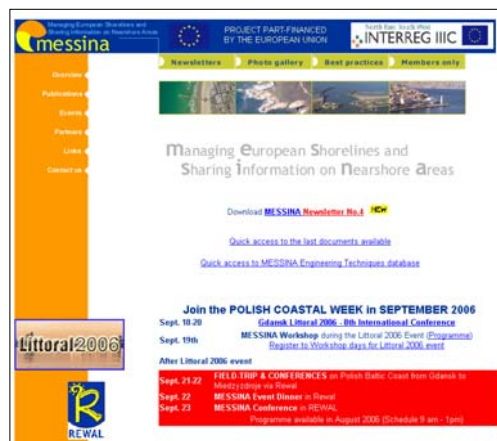 Managing European Shorelines and
Sharing Information on Nearshore Areas
messina
PROJECT PART-FINANCED
BY THE EUROPEAN UNION
North East South West
INTERREG IIIC
Newsletters
Photo gallery
Best practices
Members only
Overview
Publications
Events
Partners
Links
Contact us
managing European Shorelines and
Sharing information on nearshore areas
Download MESSINA Newsletter No.4 NEW
Quick access to the last documents available
Quick access to MESSINA Engineering Techniques database
Join the POLISH COASTAL WEEK in SEPTEMBER 2006
Sept. 18-20 Gdansk Littoral 2006 - 8th International Conference
Sept. 19th MESSINA Workshop during the Littoral 2006 Event (Programme)
Register to Workshop days for Littoral 2006 event
After Littoral 2006 event
Sept. 21-22 FIELD-TRIP & CONFERENCES on Polish Baltic Coast from Gdansk to
Miedzyzdroje via Rewal
Sept. 22 MESSINA Event Dinner in Rewal
Sept. 23 MESSINA Conference in REWAL
Programme available in August 2006 (Schedule 9 am - 1pm)
Littoral 2006
REWAL